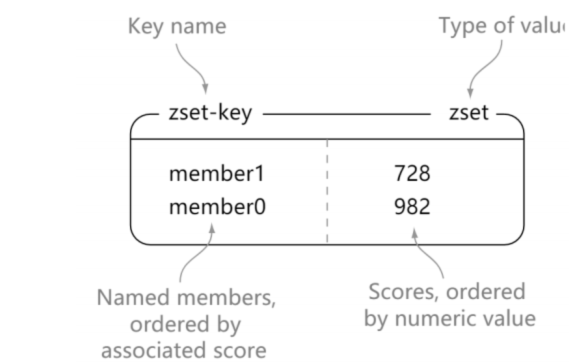 Key name
Type of valu
zset-key
zset
member1 728
member0 982
Named members,
ordered by
associated score
Scores, ordered
by numeric value